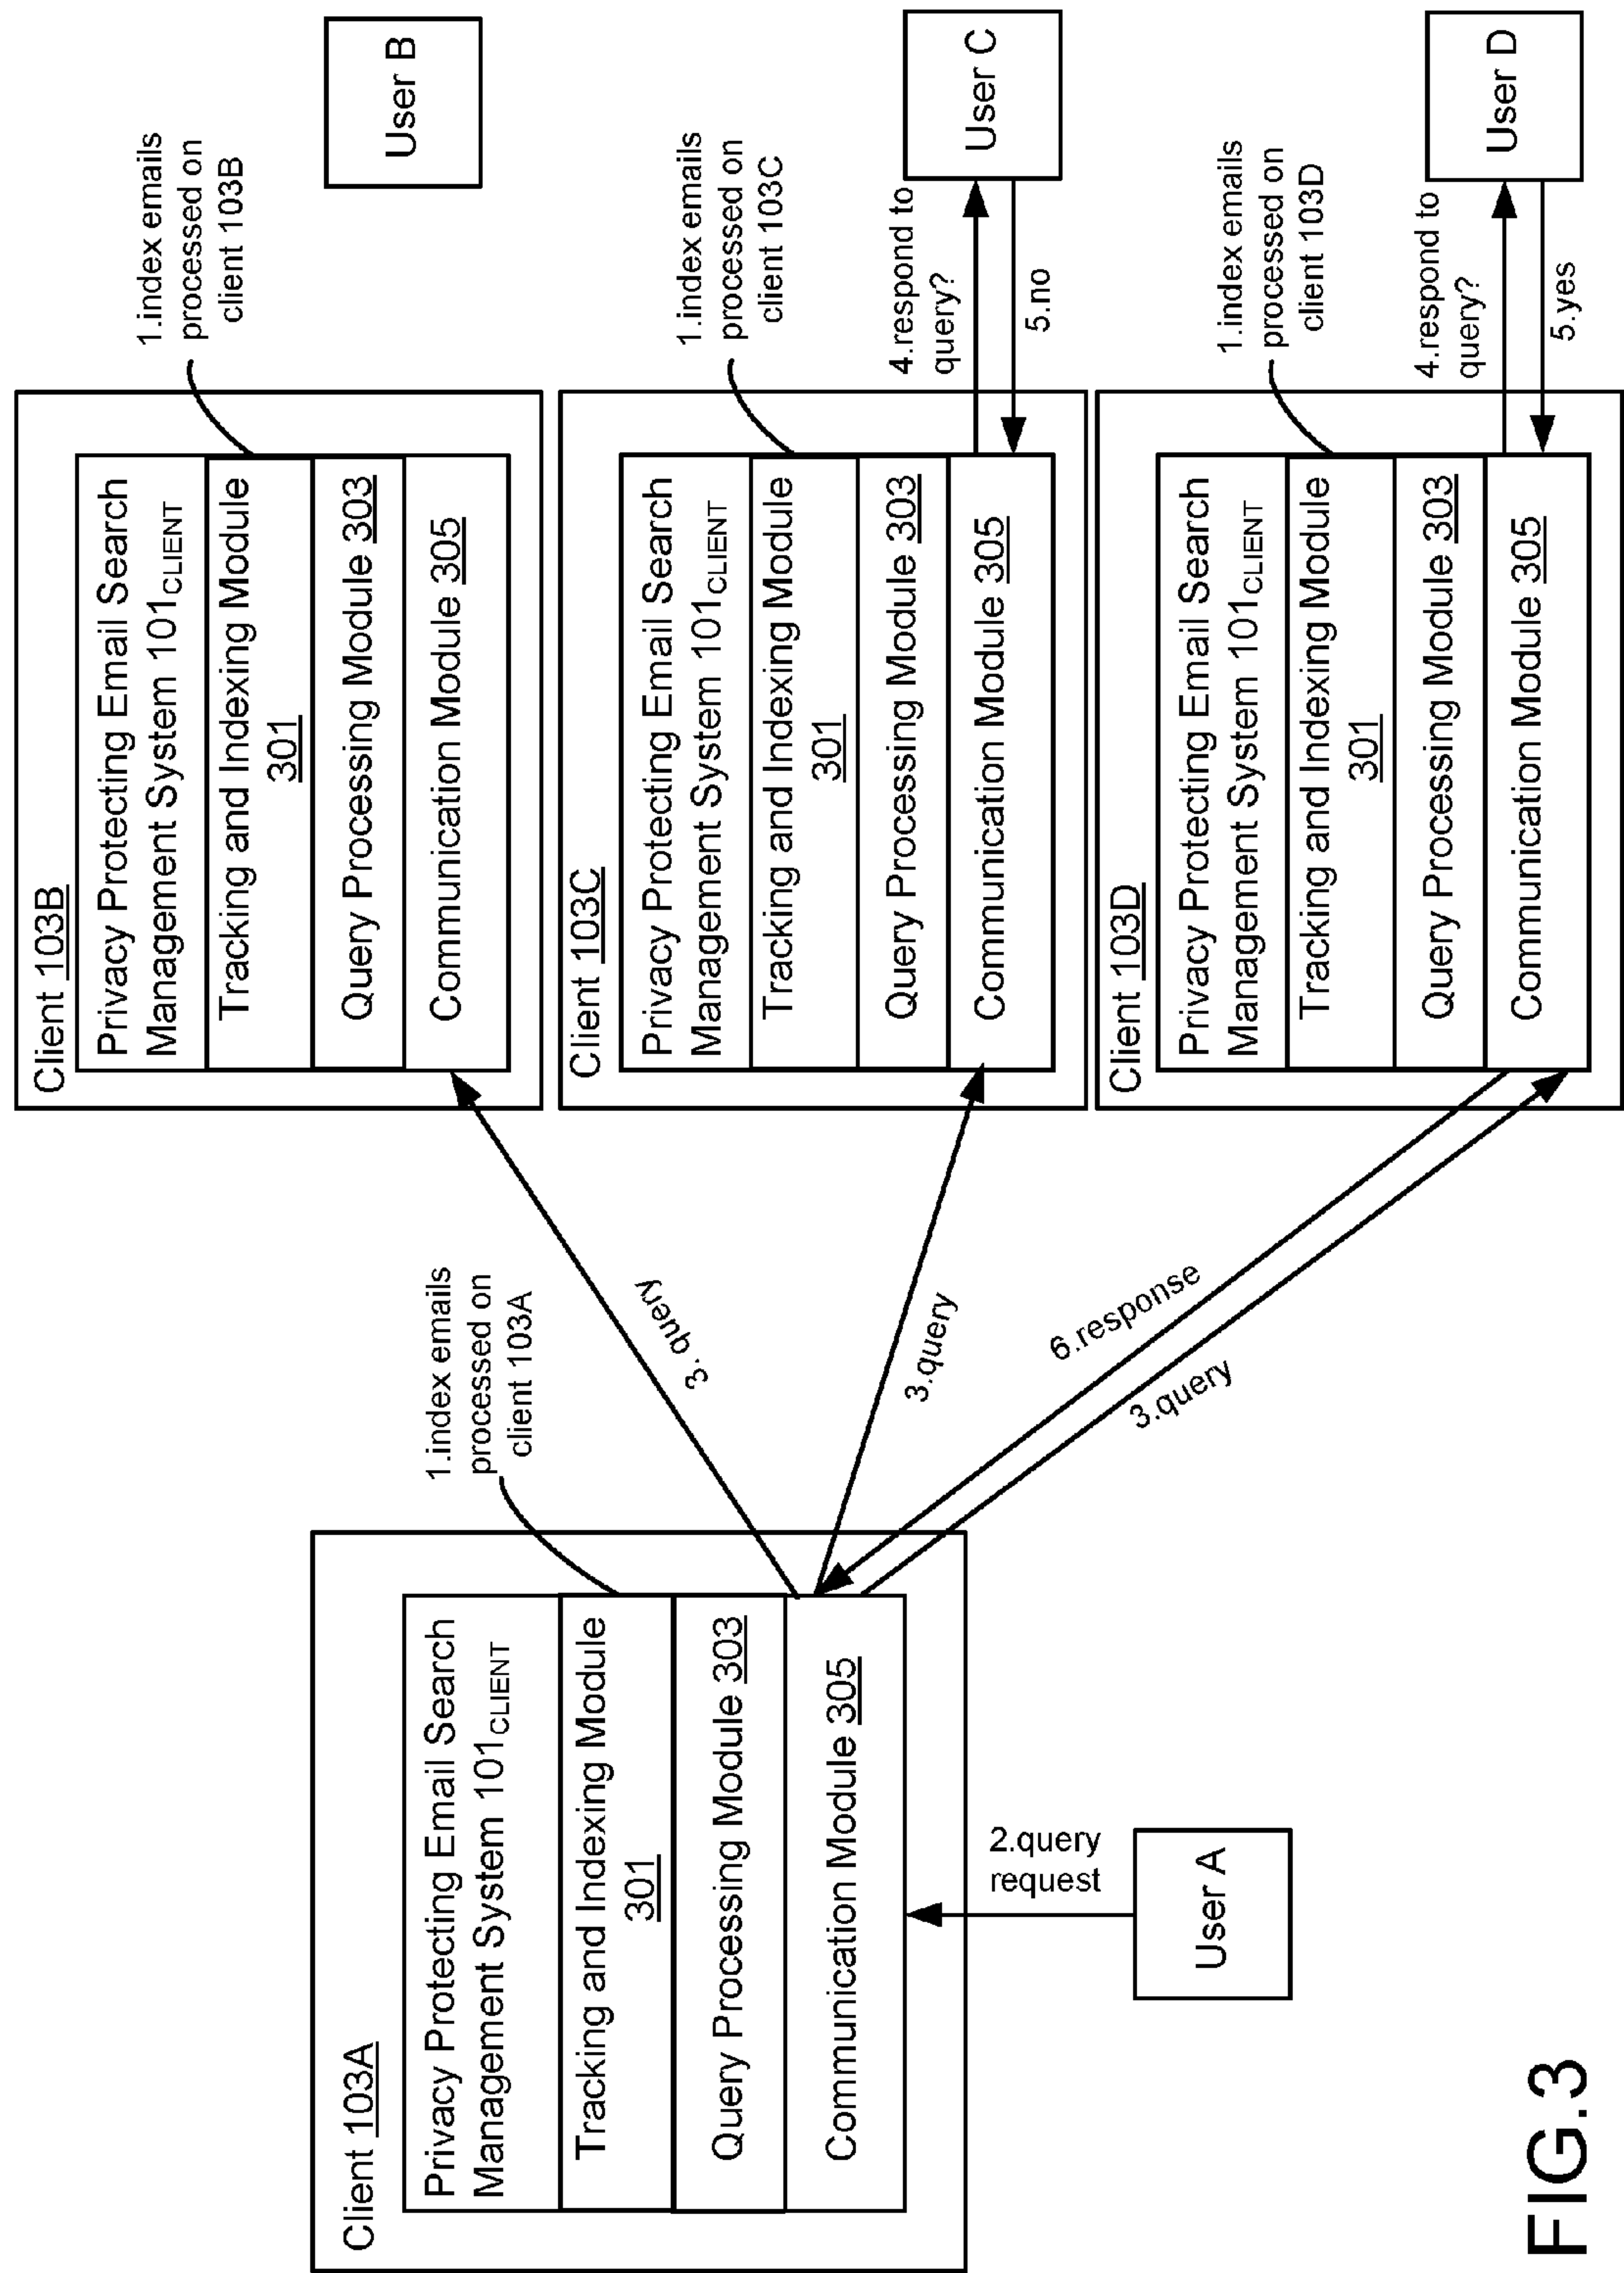 Client 103A
Privacy Protecting Email Search
Management System 101CLIENT
Tracking and Indexing Module
301
Query Processing Module 303
Communication Module 305
1.index emails
processed on
client 103A
2.query
request
User A
3.query
3.query
6.response
3.query
Client 103B
Privacy Protecting Email Search
Management System 101CLIENT
Tracking and Indexing Module
301
Query Processing Module 303
Communication Module 305
1.index emails
processed on
client 103B
User B
Client 103C
Privacy Protecting Email Search
Management System 101CLIENT
Tracking and Indexing Module
301
Query Processing Module 303
Communication Module 305
1.index emails
processed on
client 103C
4.respond to
query?
5.no
User C
Client 103D
Privacy Protecting Email Search
Management System 101CLIENT
Tracking and Indexing Module
301
Query Processing Module 303
Communication Module 305
1.index emails
processed on
client 103D
4.respond to
query?
5.yes
User D
FIG.3